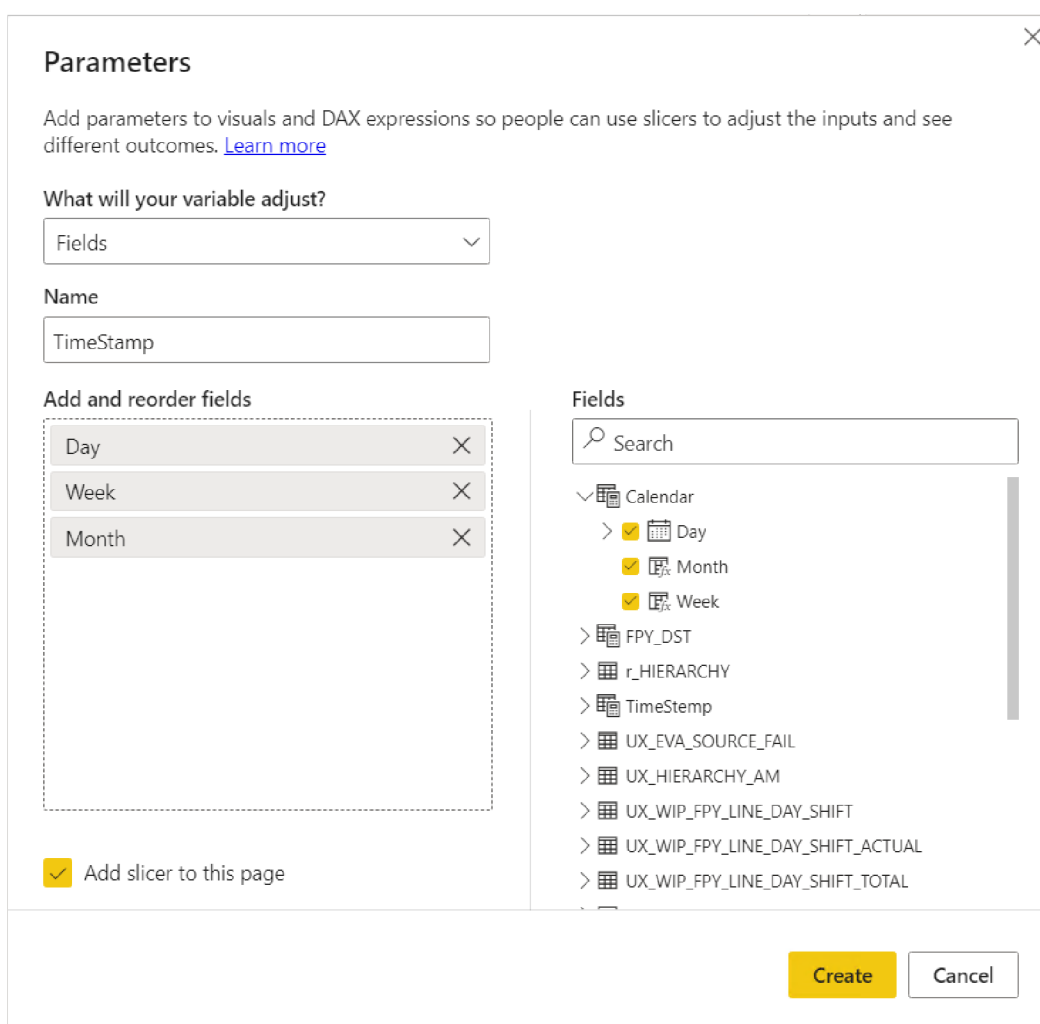 Parameters
Add parameters to visuals and DAX expressions so people can use slicers to adjust the inputs and see
different outcomes. Learn more
What will your variable adjust?
Fields
Name
TimeStamp
Add and reorder fields
Day
Week
Month
Add slicer to this page
Fields
Search
Calendar
Day
Month
Week
FPY_DST
r_HIERARCHY
TimeStemp
UX_EVA_SOURCE_FAIL
UX_HIERARCHY_AM
UX_WIP_FPY_LINE_DAY_SHIFT
UX_WIP_FPY_LINE_DAY_SHIFT_ACTUAL
UX_WIP_FPY_LINE_DAY_SHIFT_TOTAL
Create
Cancel